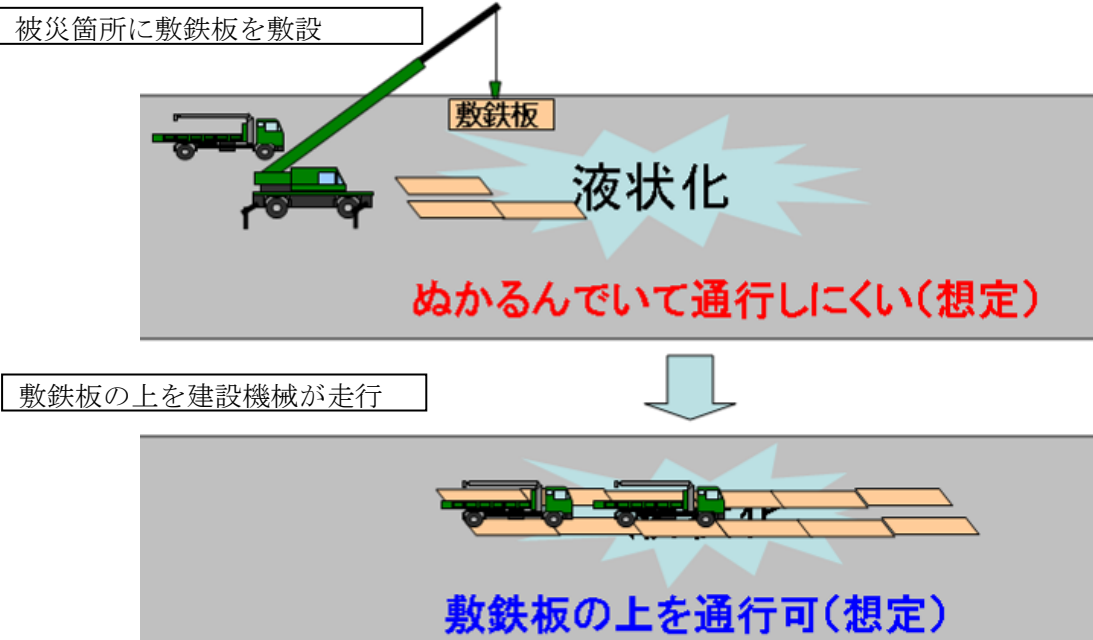 被災箇所に敷鉄板を敷設
敷鉄板
液状化
ぬかるんでいて通行しにくい(想定)
敷鉄板の上を建設機械が走行
敷鉄板の上を通行可(想定)